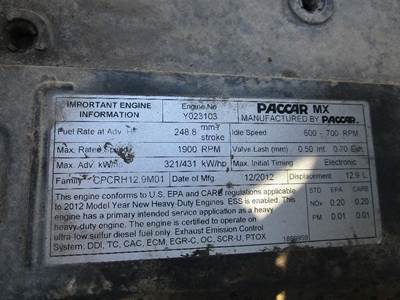 IMPORTANT ENGINE INFORMATION
Engine No
Y023103
PACCAR MX
MANUFACTURED BY PACCAR
Fuel Rate at Adv. HP 248.8 mm³ stroke
Idle Speed 600 - 700 RPM
Max. Rated Speed 1900 RPM
Valve Lash (mm) 0.50 Int. 0.70 Exh
Max. Adv. kW/hp 321/431 kW/hp
Max. Initial Timing Electronic
Family CPCRH12.9M01
Date of Mfg. 12/2012
Displacement 12.9 L
This engine conforms to U.S. EPA and CARB regulations applicable
to 2012 Model Year New Heavy Duty Engines. ESS is enabled. This
engine has a primary intended service application as a heavy
heavy-duty engine. The engine is certified to operate on
ultra low sulfur diesel fuel only. Exhaust Emission Control
System: DDI, TC, CAC, ECM, EGR-C, OC, SCR-U, PTOX
STD EPA CARB
NOx 0.20 0.20
PM 0.01 0.01